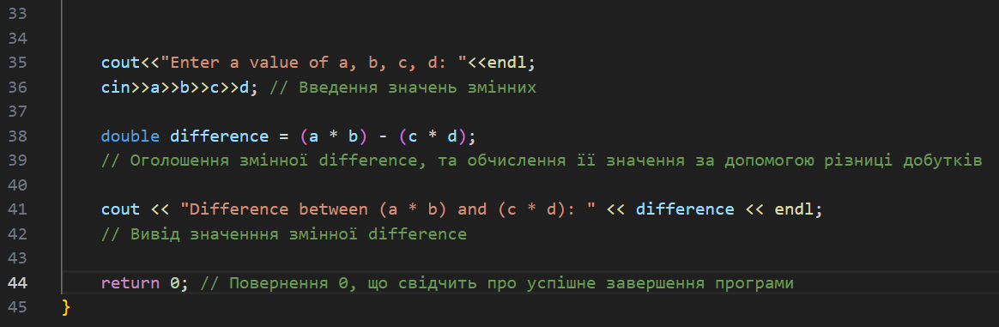 33
34
35 cout<<"Enter a value of a, b, c, d: "<<endl;
36 cin>>a>>b>>c>>d; // Введення значень змінних
37
38 double difference = (a * b) - (c * d);
39 // Оголошення змінної difference, та обчислення її значення за допомогою різниці добутків
40
41 cout << "Difference between (a * b) and (c * d): " << difference << endl;
42 // Вивід значенння змінної difference
43
44 return 0; // Повернення 0, що свідчить про успішне завершення програми
45 }